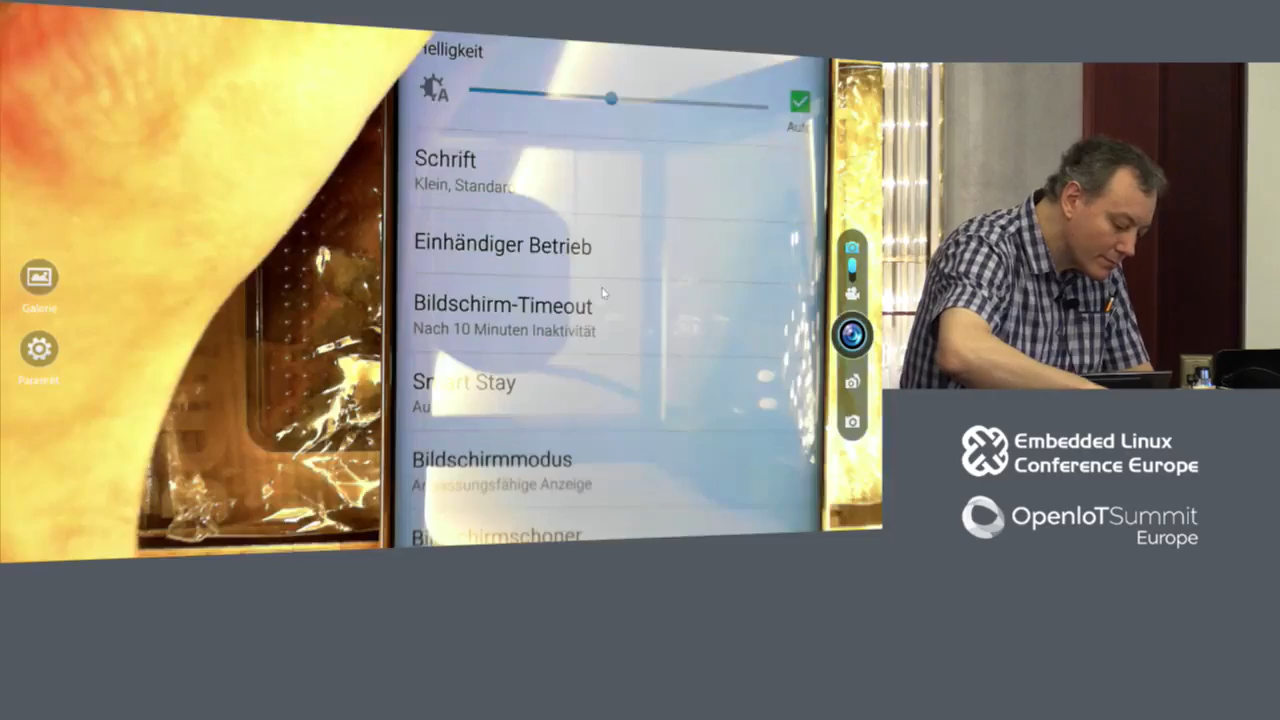 Helligkeit
A
Auto
Schrift
Klein, Standard
Einhändiger Betrieb
Bildschirm-Timeout
Nach 10 Minuten Inaktivität
Smart Stay
Au
Bildschirmmodus
Anpassungsfähige Anzeige
Bildschirmschoner
Galerie
Embedded Linux
Conference Europe
OpenIoTSummit
Europe